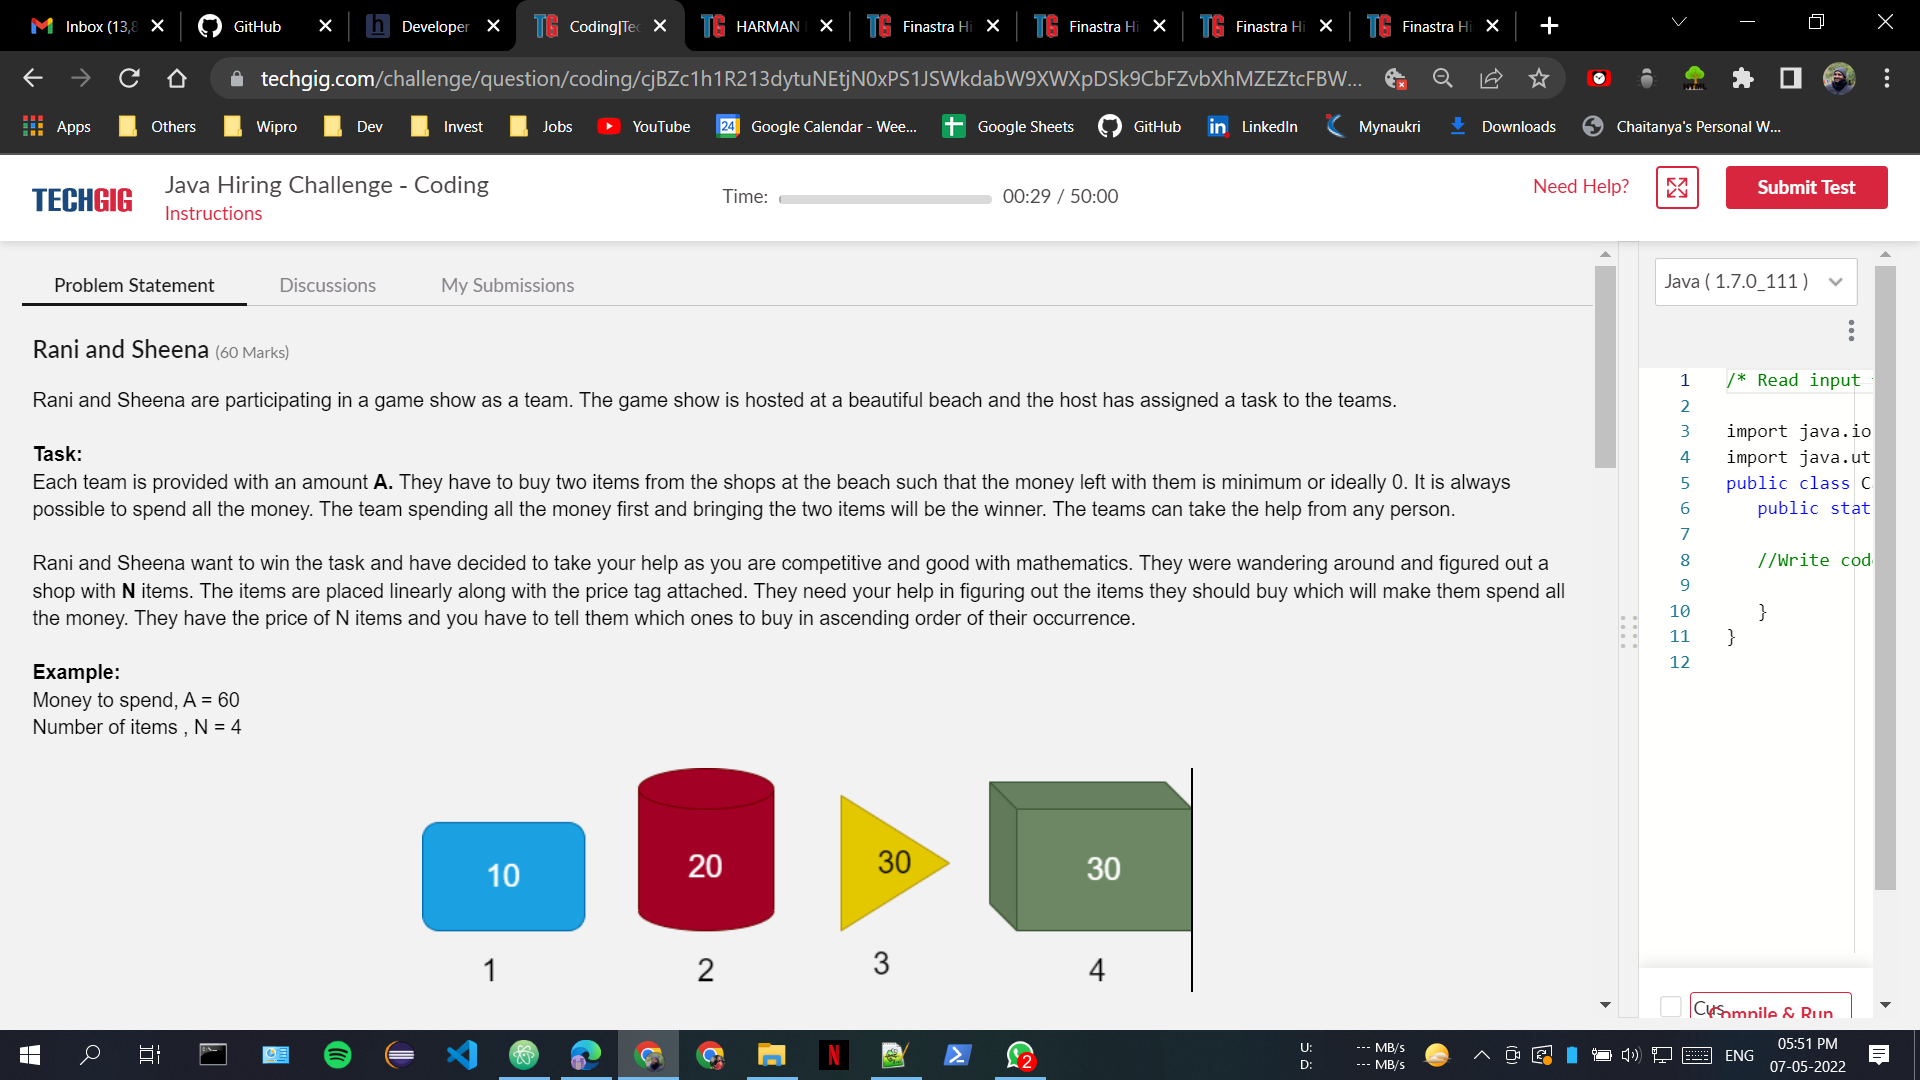 Inbox (13,8
GitHub
Developer
Coding|Tec
HARMAN
Finastra Hi
Finastra Hi
Finastra Hi
Finastra Hi
techgig.com/challenge/question/coding/cjBZc1h1R213dytuNEtjN0xPS1JSWkdabW9XWXpDSk9CbFZvbXhMZEZtcFBW...
Apps
Others
Wipro
Dev
Invest
Jobs
YouTube
24
Google Calendar - Wee...
Google Sheets
GitHub
LinkedIn
Mynaukri
Downloads
Chaitanya's Personal W...
TECHGIG
Java Hiring Challenge - Coding
Instructions
Time:
00:29 / 50:00
Need Help?
Submit Test
Problem Statement
Discussions
My Submissions
Java ( 1.7.0_111 )
Rani and Sheena (60 Marks)
Rani and Sheena are participating in a game show as a team. The game show is hosted at a beautiful beach and the host has assigned a task to the teams.
Task:
Each team is provided with an amount A. They have to buy two items from the shops at the beach such that the money left with them is minimum or ideally 0. It is always
possible to spend all the money. The team spending all the money first and bringing the two items will be the winner. The teams can take the help from any person.
Rani and Sheena want to win the task and have decided to take your help as you are competitive and good with mathematics. They were wandering around and figured out a
shop with N items. The items are placed linearly along with the price tag attached. They need your help in figuring out the items they should buy which will make them spend all
the money. They have the price of N items and you have to tell them which ones to buy in ascending order of their occurrence.
Example:
Money to spend, A = 60
Number of items , N = 4
10
20
30
30
1
2
3
4
1 /* Read input
2
3 import java.io
4 import java.ut
5 public class C
6 public stat
7
8 //Write cod
9
10 }
11 }
12
Cus
Compile & Run
U: --- MB/s
D: --- MB/s
2
ENG
05:51 PM
07-05-2022